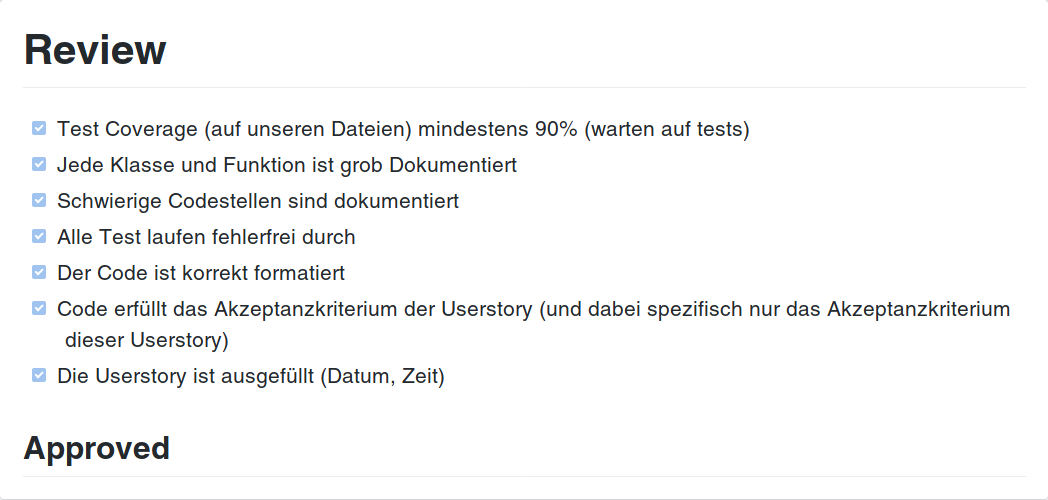 Review
Test Coverage (auf unseren Dateien) mindestens 90% (warten auf tests)
Jede Klasse und Funktion ist grob Dokumentiert
Schwierige Codestellen sind dokumentiert
Alle Test laufen fehlerfrei durch
Der Code ist korrekt formatiert
Code erfüllt das Akzeptanzkriterium der Userstory (und dabei spezifisch nur das Akzeptanzkriterium
dieser Userstory)
Die Userstory ist ausgefüllt (Datum, Zeit)
Approved